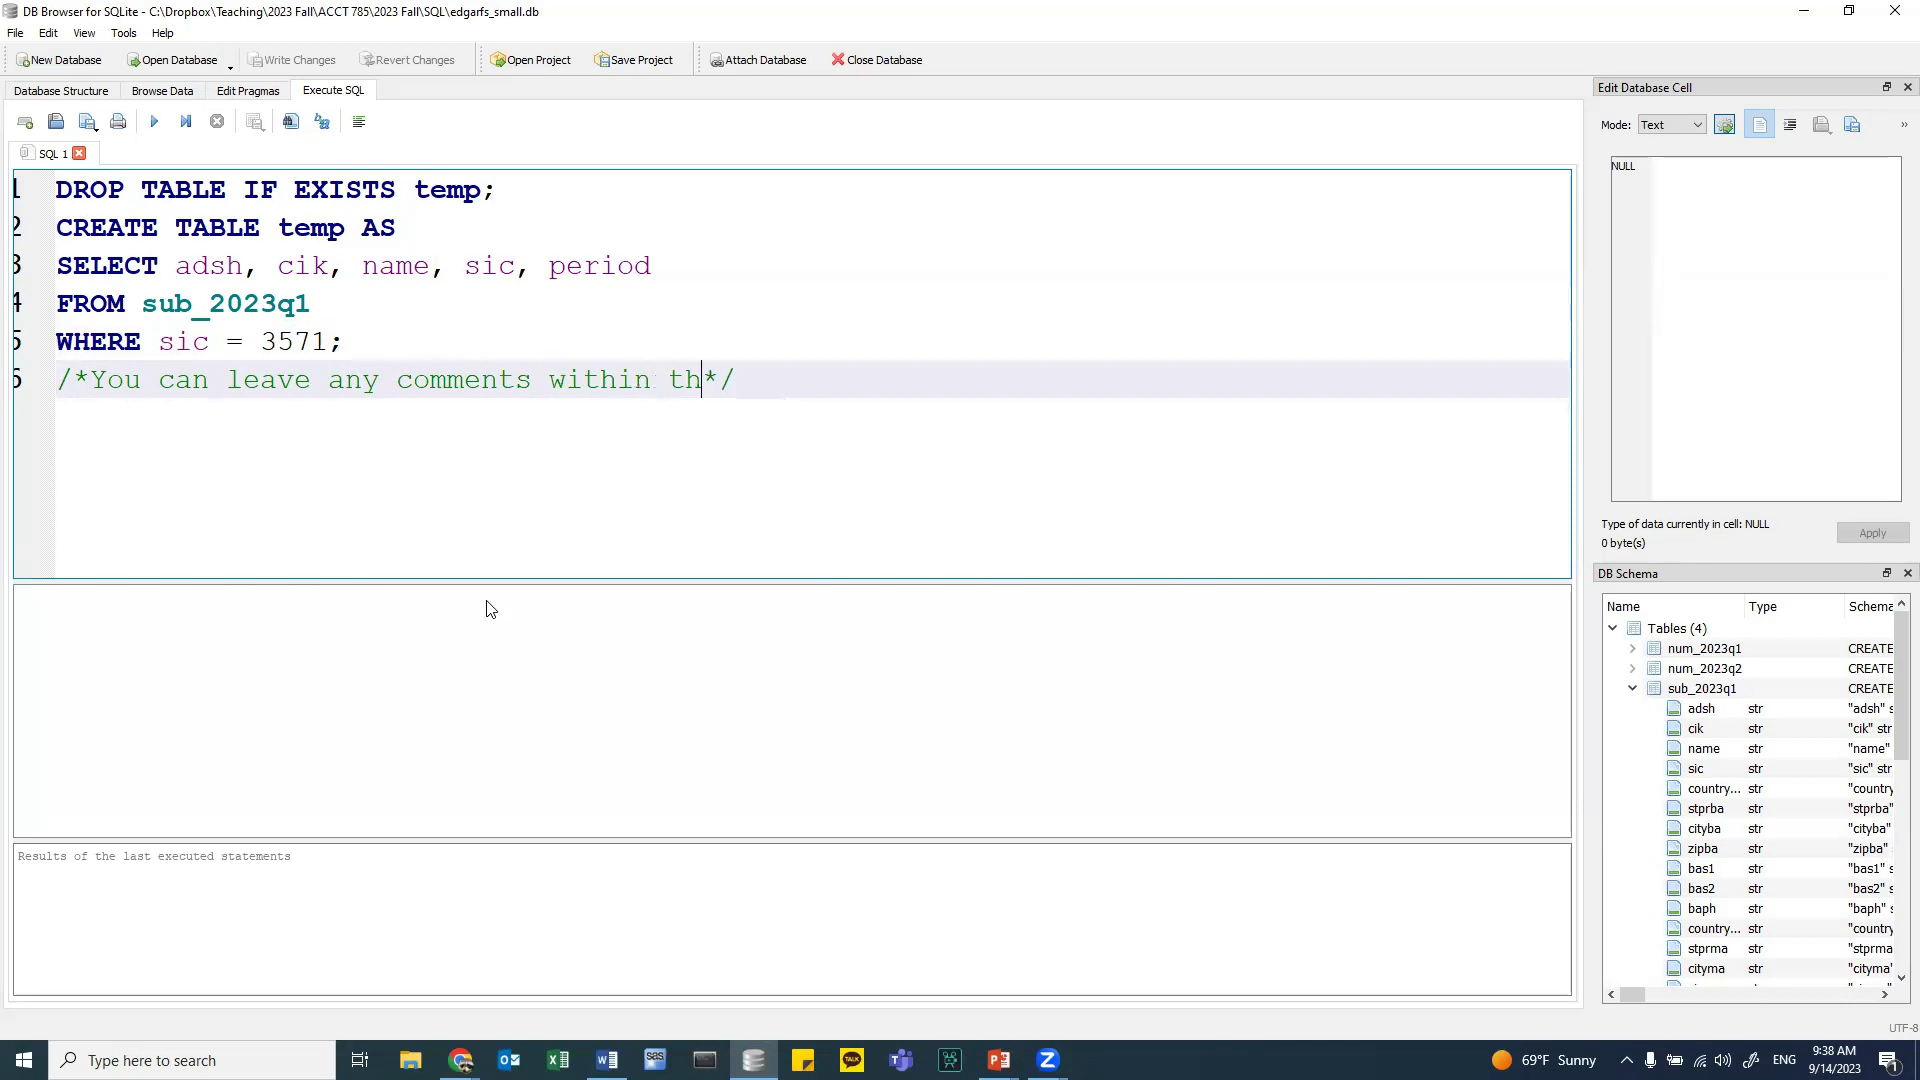 DB Browser for SQLite - C:\Dropbox\Teaching\2023 Fall\ACCT 785\2023 Fall\SQL\edgarfs_small.db
File Edit View Tools Help
New Database Open Database Write Changes Revert Changes Open Project Save Project Attach Database Close Database
Database Structure Browse Data Edit Pragmas Execute SQL
SQL 1
1 DROP TABLE IF EXISTS temp;
2 CREATE TABLE temp AS
3 SELECT adsh, cik, name, sic, period
4 FROM sub_2023q1
5 WHERE sic = 3571;
6 /*You can leave any comments within th*/
Results of the last executed statements
Edit Database Cell
Mode: Text
NULL
Type of data currently in cell: NULL
0 byte(s)
Apply
DB Schema
Name Type Schema
Tables (4)
num_2023q1 CREATE
num_2023q2 CREATE
sub_2023q1 CREATE
adsh str "adsh" s
cik str "cik" str
name str "name"
sic str "sic" str
country... str "country
stprba str "stprba"
cityba str "cityba"
zipba str "zipba"
bas1 str "bas1" s
bas2 str "bas2" s
baph str "baph" s
country... str "country
stprma str "stprma
cityma str "cityma"
UTF-8
Type here to search
69°F Sunny
ENG
9:38 AM
9/14/2023